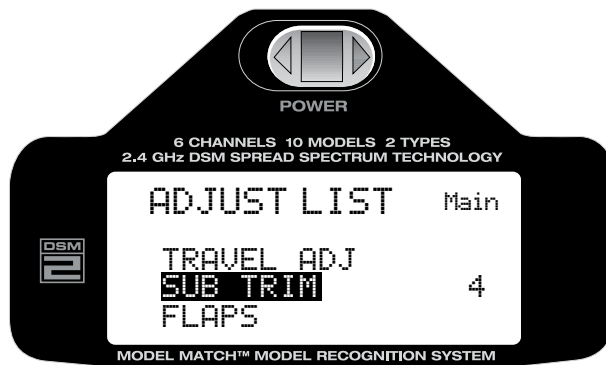 POWER
6 CHANNELS 10 MODELS 2 TYPES
2.4 GHz DSM SPREAD SPECTRUM TECHNOLOGY
ADJUST LIST Main
TRAVEL ADJ
SUB TRIM 4
FLAPS
DSM
2
MODEL MATCH™ MODEL RECOGNITION SYSTEM